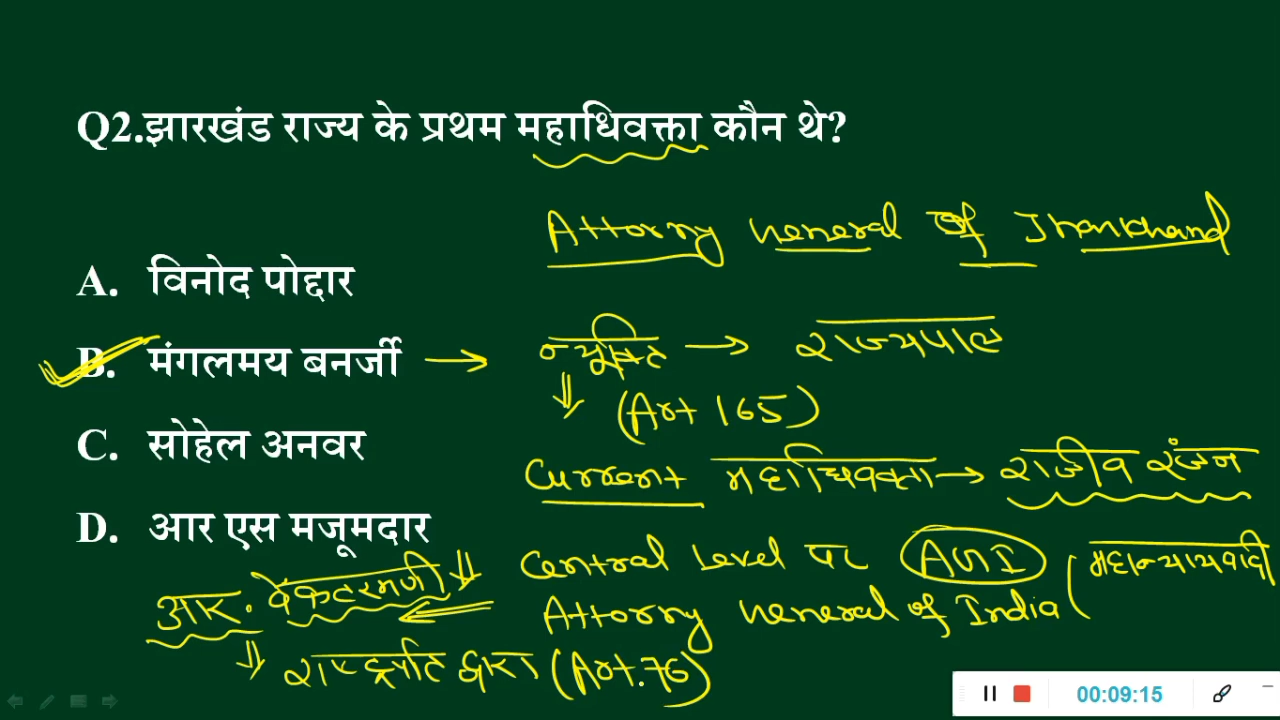 Q2.झारखंड राज्य के प्रथम महाधिवक्ता कौन थे?
Attorny General of Jharkhand
A. विनोद पोद्दार
B. मंगलमय बनर्जी → नियुक्ति → राज्यपाल
(Art 165)
C. सोहेल अनवर
Current महाधिवक्ता → राजीव रंजन
D. आर एस मजूमदार
Central Level पर AGI (महान्यायवादी
आर. वेंकटरमणी
Attorny General of India
राष्ट्रपति द्वारा (Art.76)
00:09:15